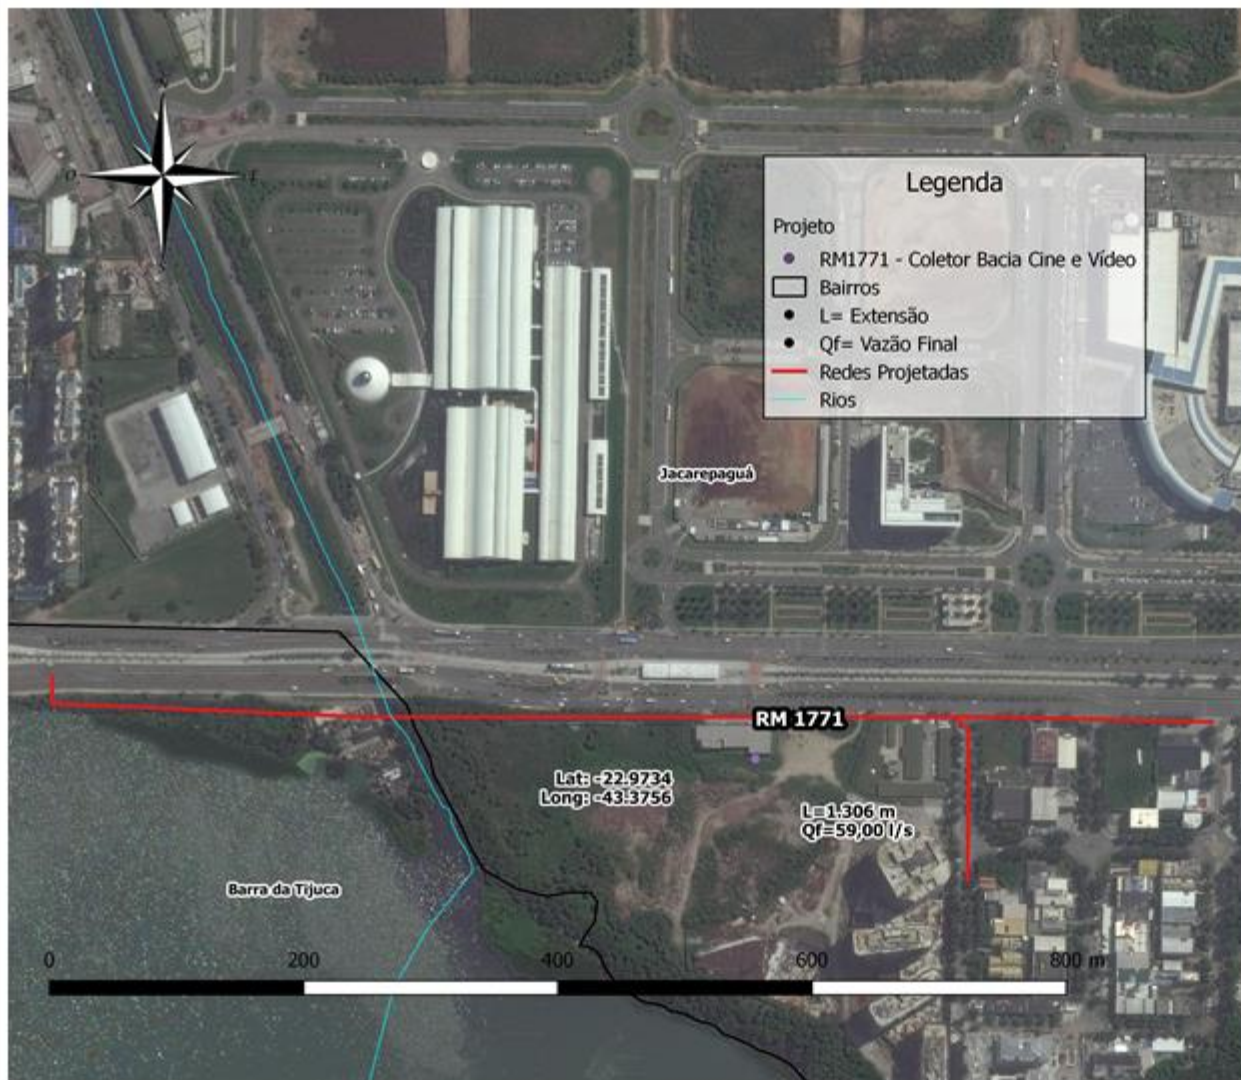 O
Legenda
Projeto
RM1771 - Coletor Bacia Cine e Vídeo
Bairros
L= Extensão
Qf= Vazão Final
Redes Projetadas
Rios
Jacarepaguá
RM 1771
Lat: -22.9734
Long: -43.3756
L=1.306 m
Qf=59,00 l/s
Barra da Tijuca
0
200
400
600
800 m